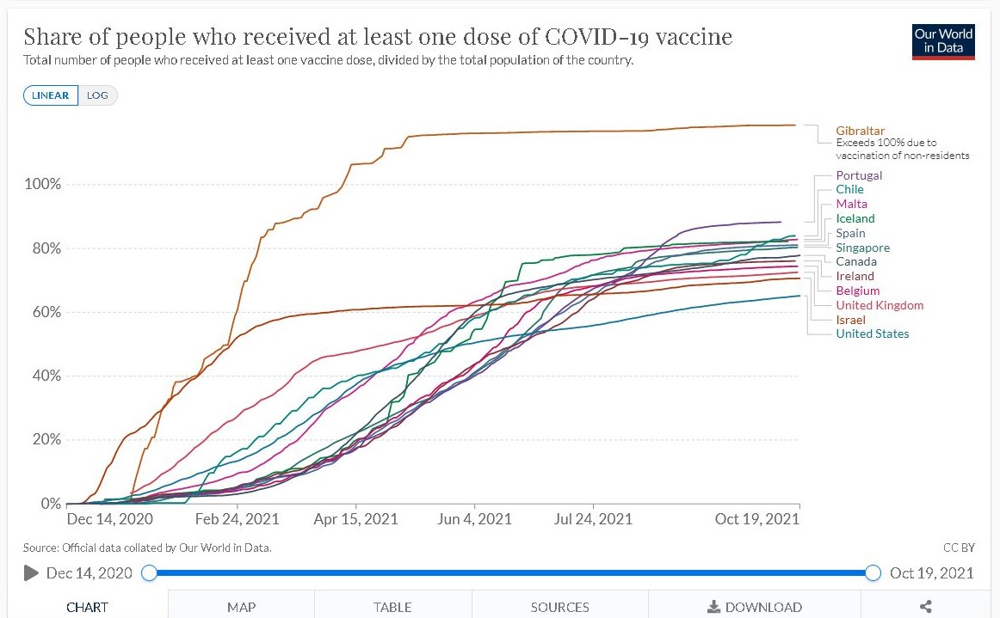 Share of people who received at least one dose of COVID-19 vaccine
Total number of people who received at least one vaccine dose, divided by the total population of the country.
Our World
in Data
LINEAR
LOG
Gibraltar
Exceeds 100% due to
vaccination of non-residents
Portugal
Chile
Malta
Iceland
Spain
Singapore
Canada
Ireland
Belgium
United Kingdom
Israel
United States
100%
80%
60%
40%
20%
0%
Dec 14, 2020
Feb 24, 2021
Apr 15, 2021
Jun 4, 2021
Jul 24, 2021
Oct 19, 2021
Source: Official data collated by Our World in Data.
CC BY
Dec 14, 2020
Oct 19, 2021
CHART
MAP
TABLE
SOURCES
DOWNLOAD